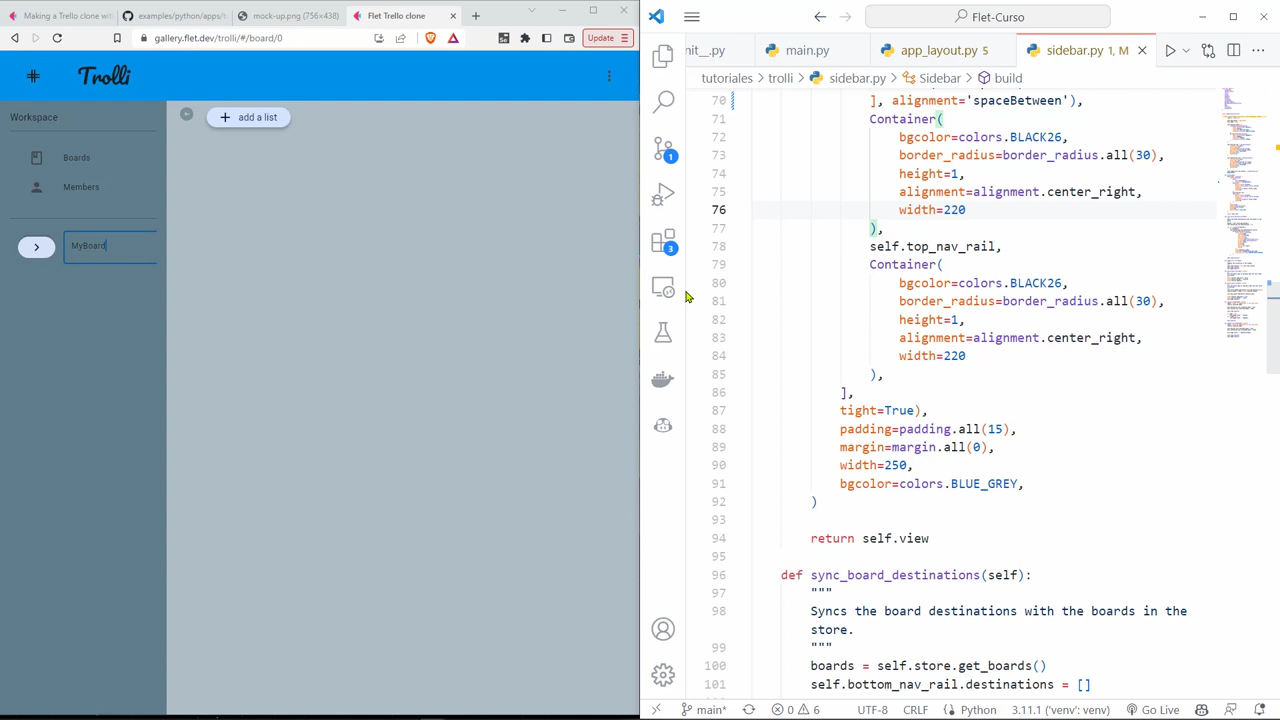 Making a Trello clone with
examples/python/apps/t
mock-up.png (756×438)
Flet Trello clone
gallery.flet.dev/trolli/#/board/0
Update
Trolli
Workspace
add a list
Boards
Members
MyBoard
Flet-Curso
nit__.py
main.py
app_layout.py 5
sidebar.py 1, M
tutoriales > trolli > sidebar.py > Sidebar > build
70 ], alignment='spaceBetween'),
71 Container(
72 bgcolor=colors.BLACK26,
73 border_radius=border_radius.all(30),
74 height=1,
75 alignment=alignment.center_right,
76 width=220
77 ),
78 self.top_nav_
79 Container(
80 bgcolor=colors.BLACK26,
81 border_radius=border_radius.all(30),
82 height=1,
83 alignment=alignment.center_right,
84 width=220
85 ),
86 ],
87 tight=True),
88 padding=padding.all(15),
89 margin=margin.all(0),
90 width=250,
91 bgcolor=colors.BLUE_GREY,
92 )
93
94 return self.view
95
96 def sync_board_destinations(self):
97 """
98 Syncs the board destinations with the boards in the
store.
99 """
100 boards = self.store.get_boards()
101 self.bottom_nav_rail.destinations = []
1
3
main*
0
6
UTF-8
CRLF
Python
3.11.1 ('venv': venv)
Go Live